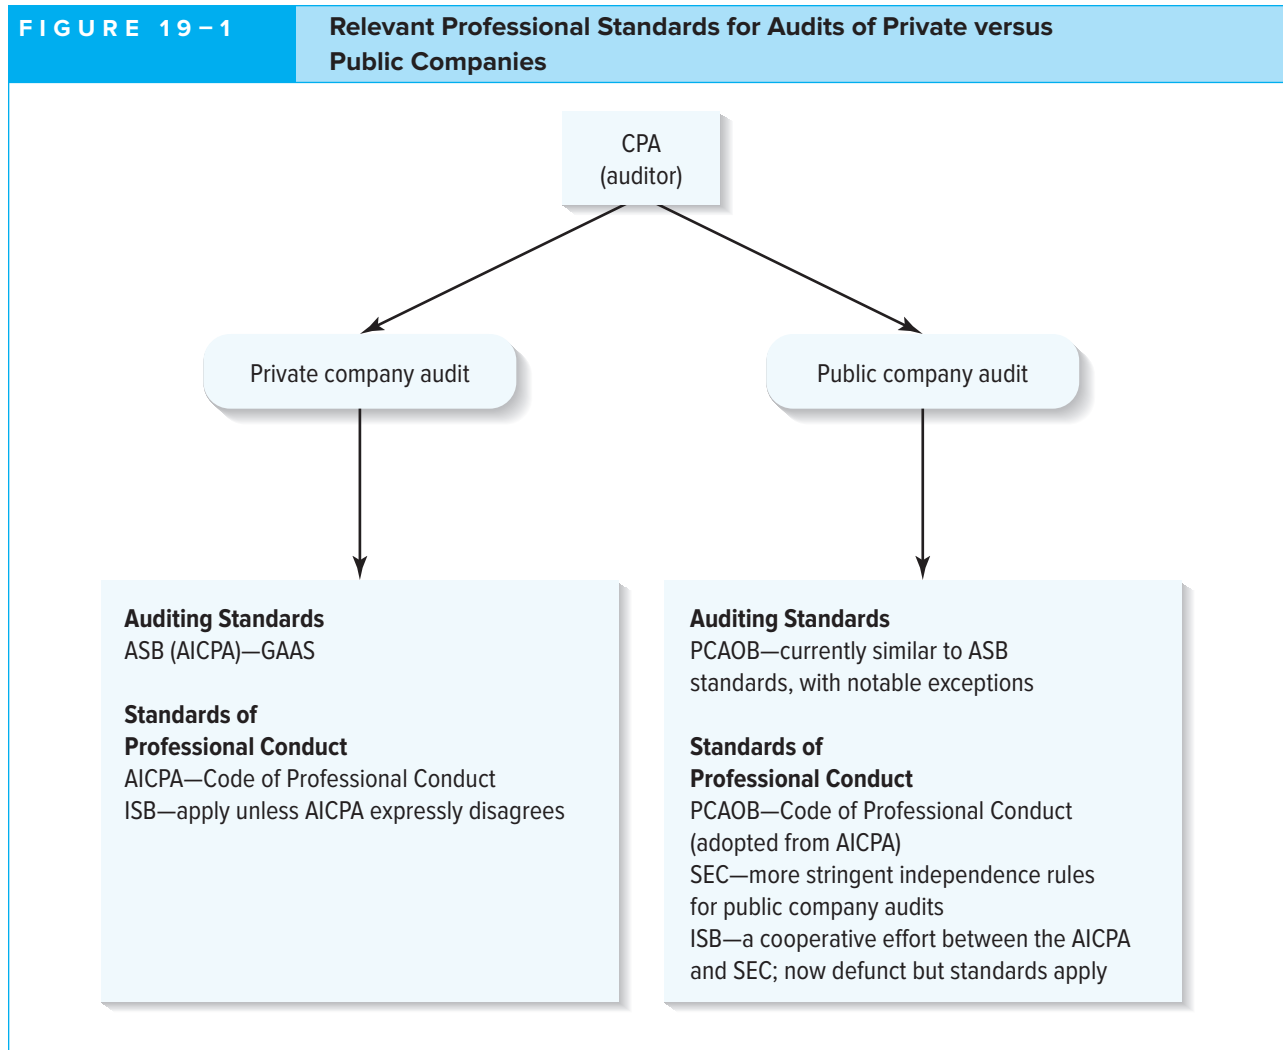 FIGURE 19–1
Relevant Professional Standards for Audits of Private versus
Public Companies
CPA
(auditor)
Private company audit
Public company audit
Auditing Standards
ASB (AICPA)—GAAS
Standards of
Professional Conduct
AICPA—Code of Professional Conduct
ISB—apply unless AICPA expressly disagrees
Auditing Standards
PCAOB—currently similar to ASB
standards, with notable exceptions
Standards of
Professional Conduct
PCAOB—Code of Professional Conduct
(adopted from AICPA)
SEC—more stringent independence rules
for public company audits
ISB—a cooperative effort between the AICPA
and SEC; now defunct but standards apply